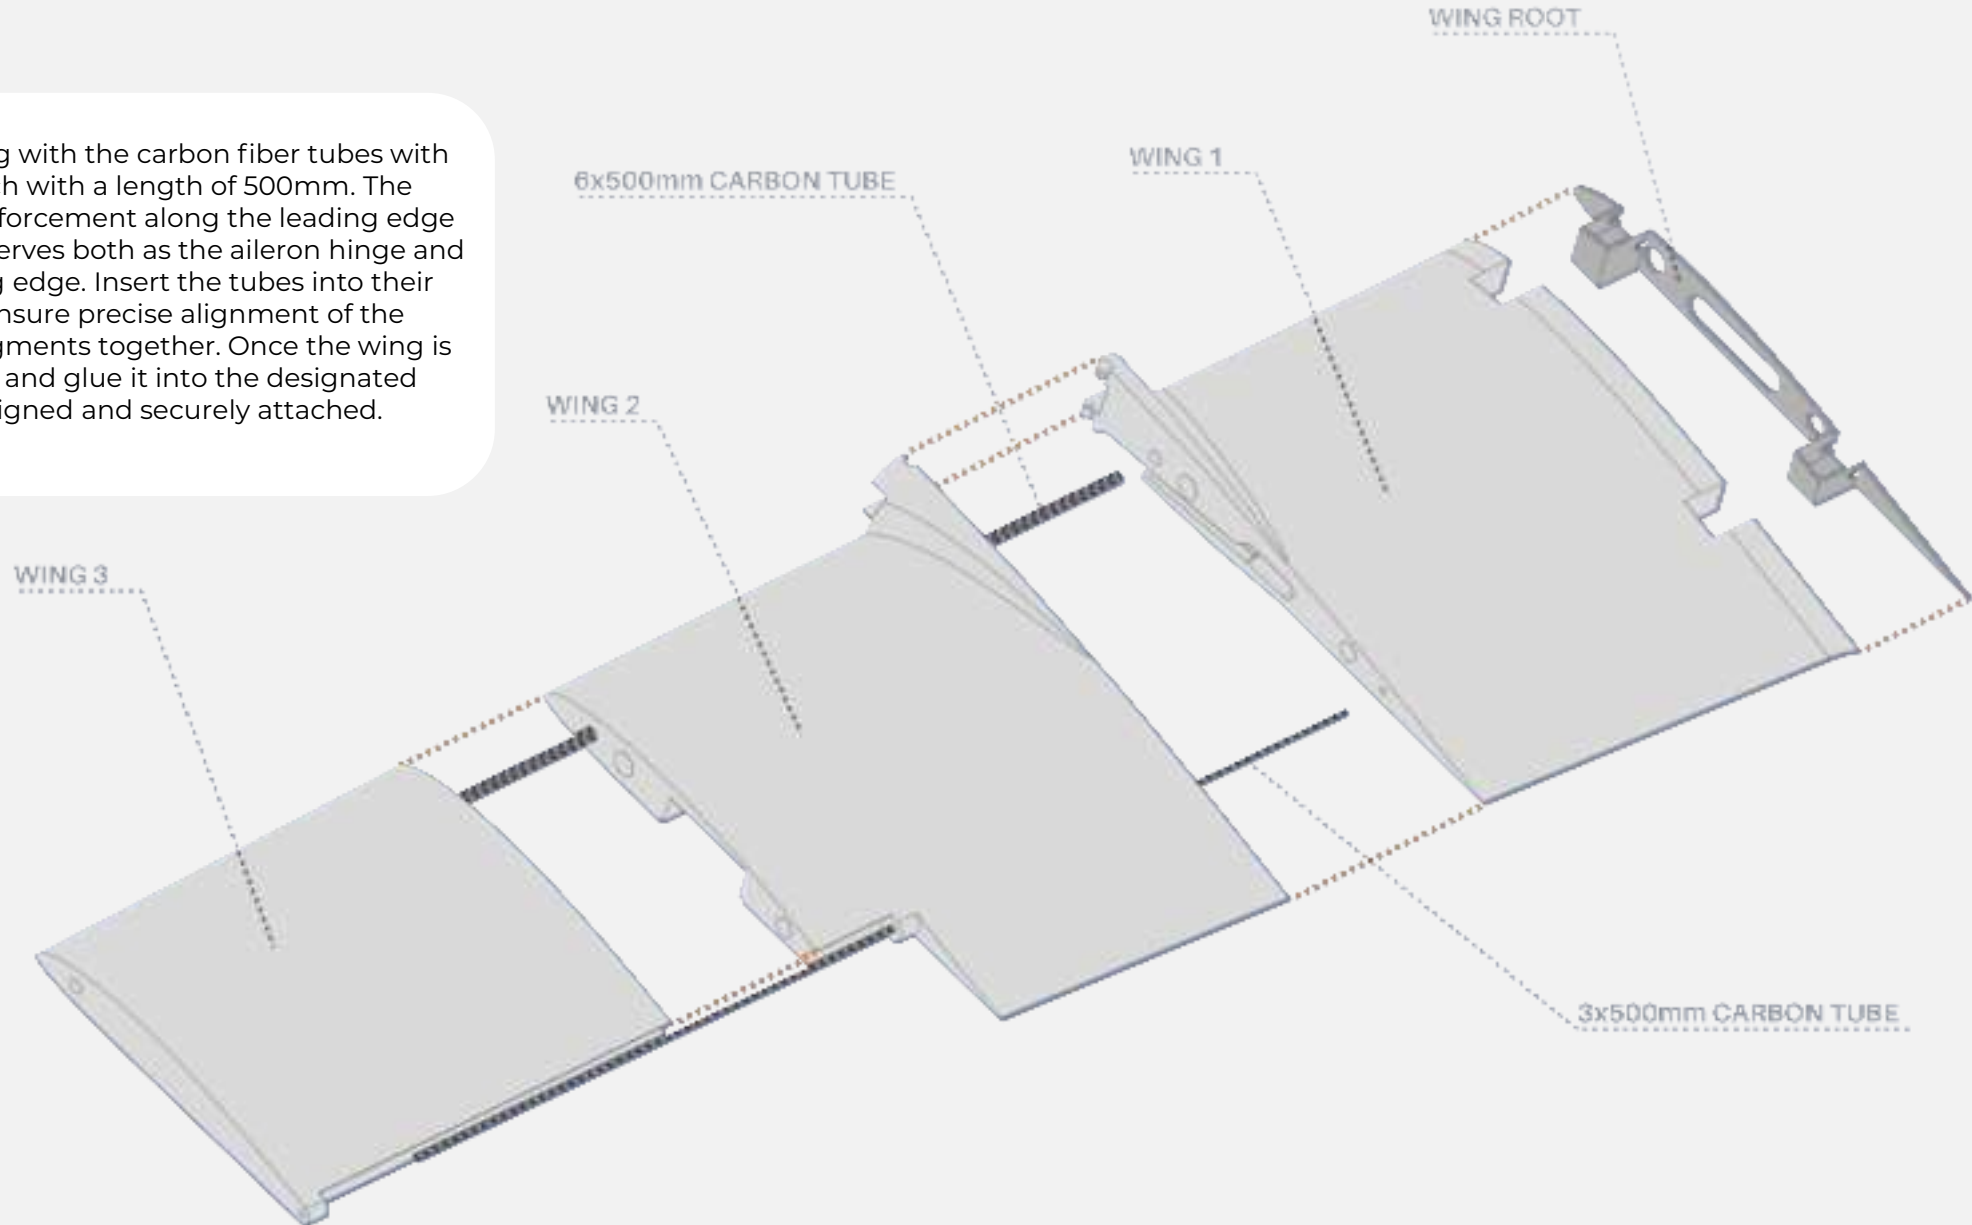 WING ROOT
WING 1
6x500mm CARBON TUBE
g with the carbon fiber tubes with
ch with a length of 500mm. The
forcement along the leading edge
serves both as the aileron hinge and
g edge. Insert the tubes into their
nsure precise alignment of the
gments together. Once the wing is
and glue it into the designated
igned and securely attached.
WING 2
WING 3
3x500mm CARBON TUBE